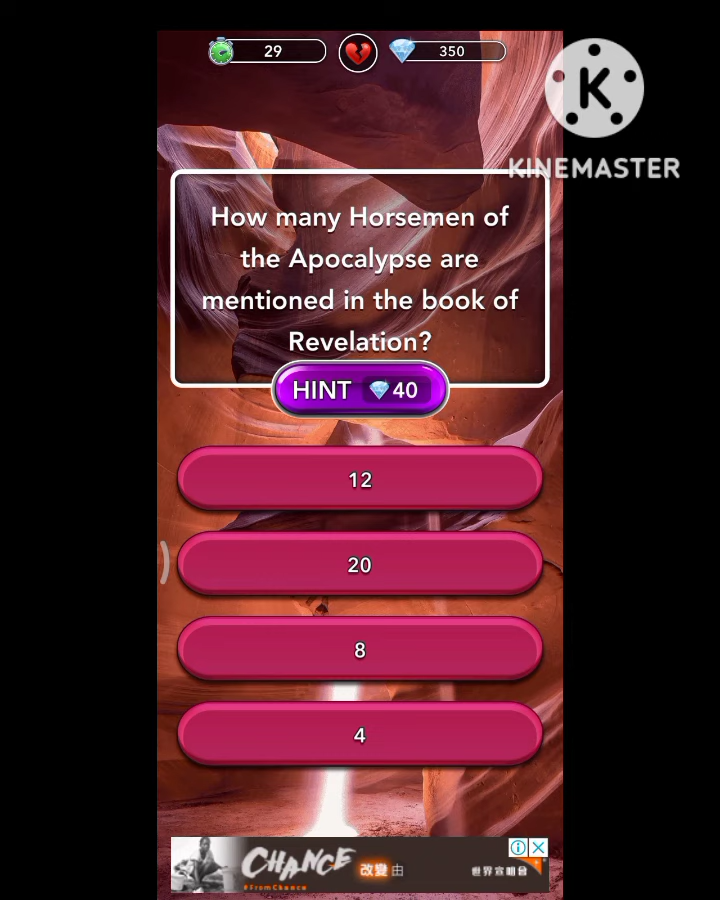 29
350
K
KINEMASTER
How many Horsemen of
the Apocalypse are
mentioned in the book of
Revelation?
HINT 40
12
20
8
4
CHANCE 改變由 世界宣明會
#FromChance